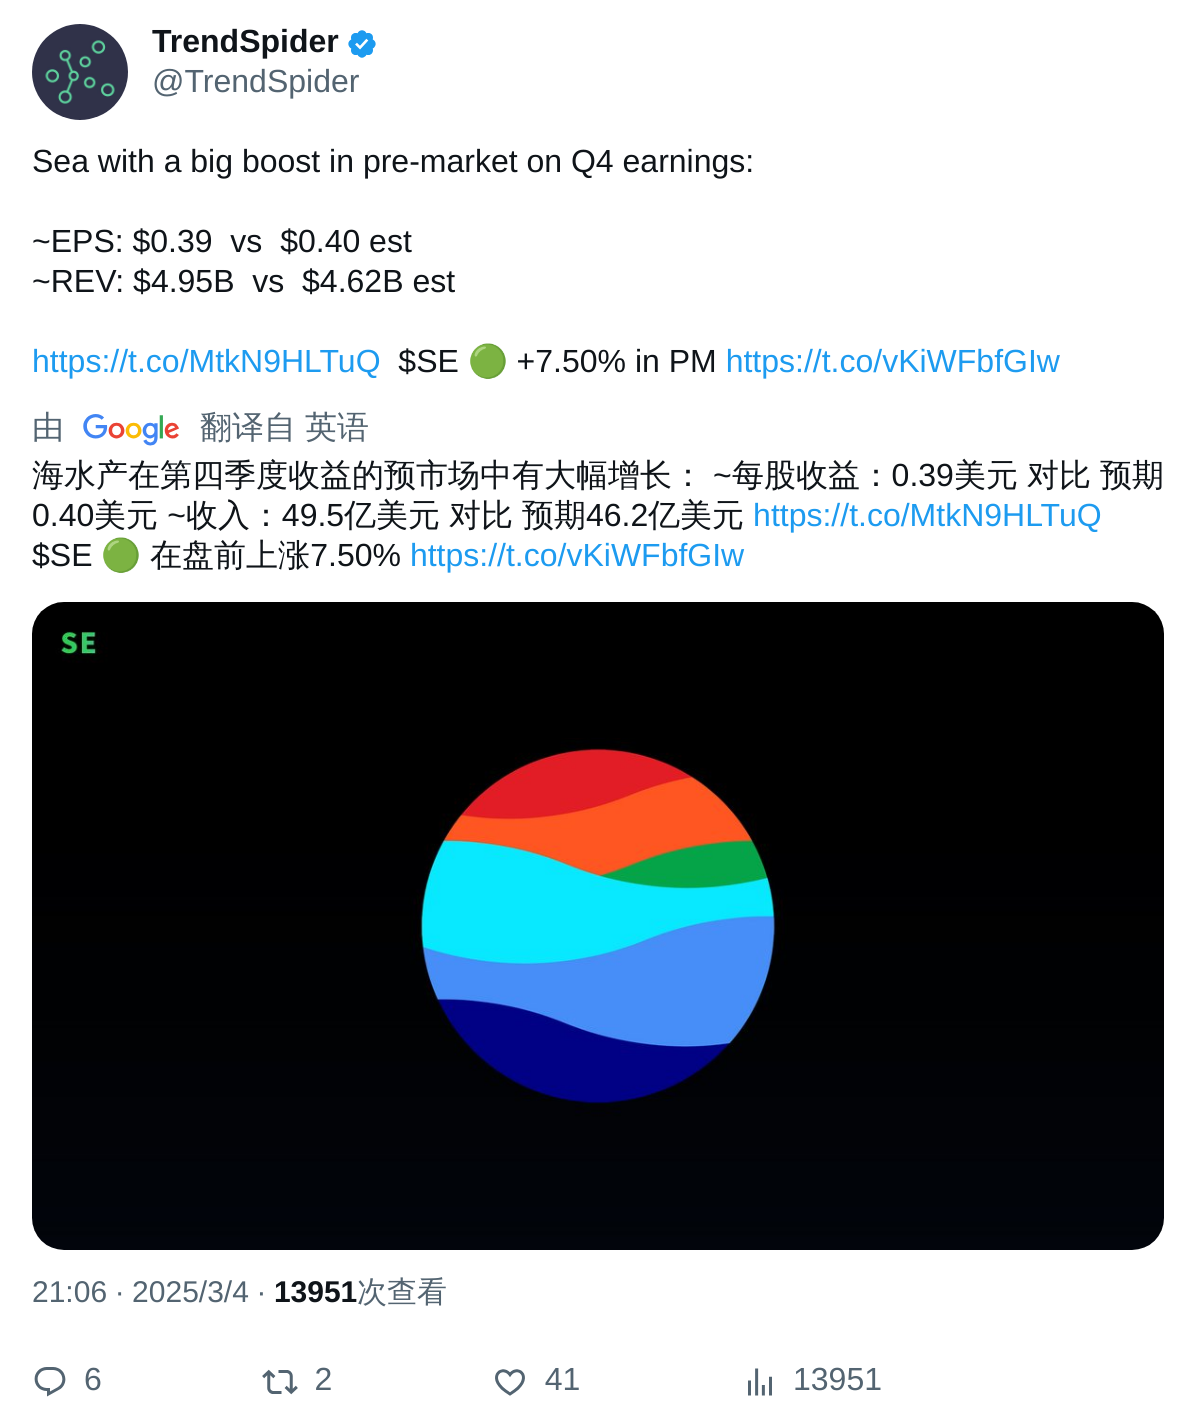 TrendSpider
@TrendSpider
Sea with a big boost in pre-market on Q4 earnings:
~EPS: $0.39  vs  $0.40 est
~REV: $4.95B  vs  $4.62B est
https://t.co/MtkN9HLTuQ  $SE 🟢 +7.50% in PM https://t.co/vKiWFbfGIw
由 Google 翻译自 英语
海水产在第四季度收益的预市场中有大幅增长： ~每股收益：0.39美元 对比 预期
0.40美元 ~收入：49.5亿美元 对比 预期46.2亿美元 https://t.co/MtkN9HLTuQ
$SE 🟢 在盘前上涨7.50% https://t.co/vKiWFbfGIw
SE
21:06 · 2025/3/4 · 13951次查看
6 2 41 13951